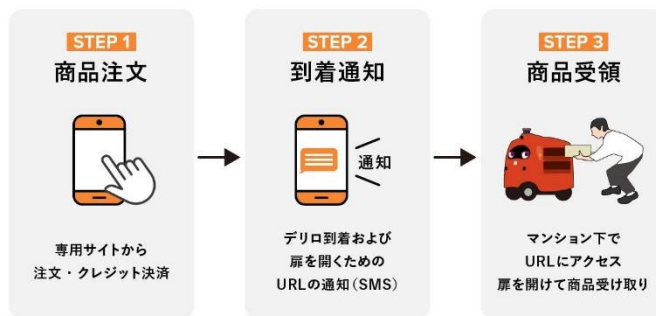 STEP 1
商品注文
専用サイトから
注文・クレジット決済
STEP 2
到着通知
通知
デリロ到着および
扉を開くための
URLの通知(SMS)
STEP 3
商品受領
マンション下で
URLにアクセス
扉を開けて商品受け取り